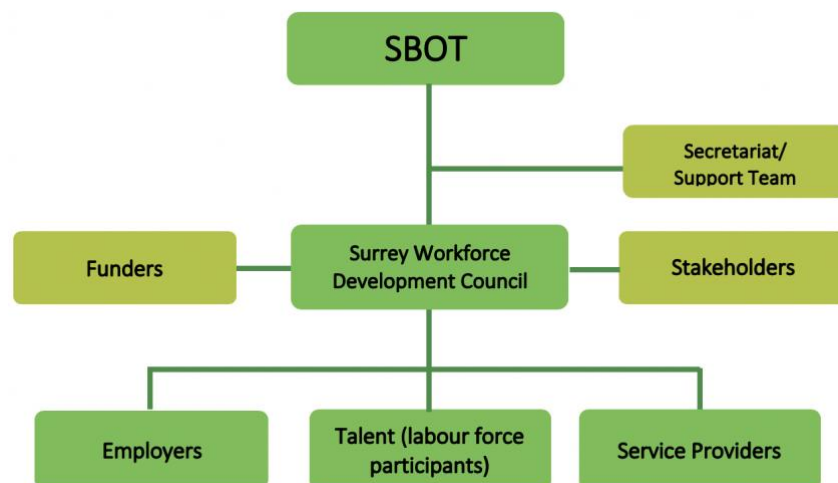 SBOT
Secretariat/
Support Team
Funders
Surrey Workforce
Development Council
Stakeholders
Employers
Talent (labour force
participants)
Service Providers